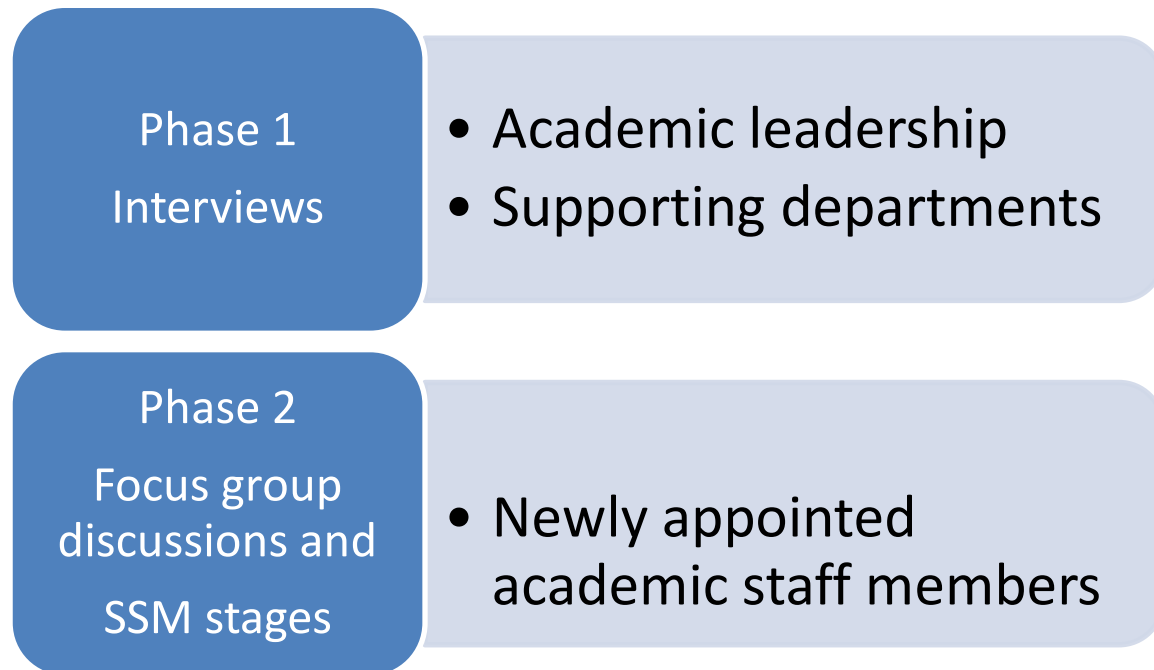 Phase 1
Interviews
• Academic leadership
• Supporting departments
Phase 2
Focus group
discussions and
SSM stages
• Newly appointed
academic staff members